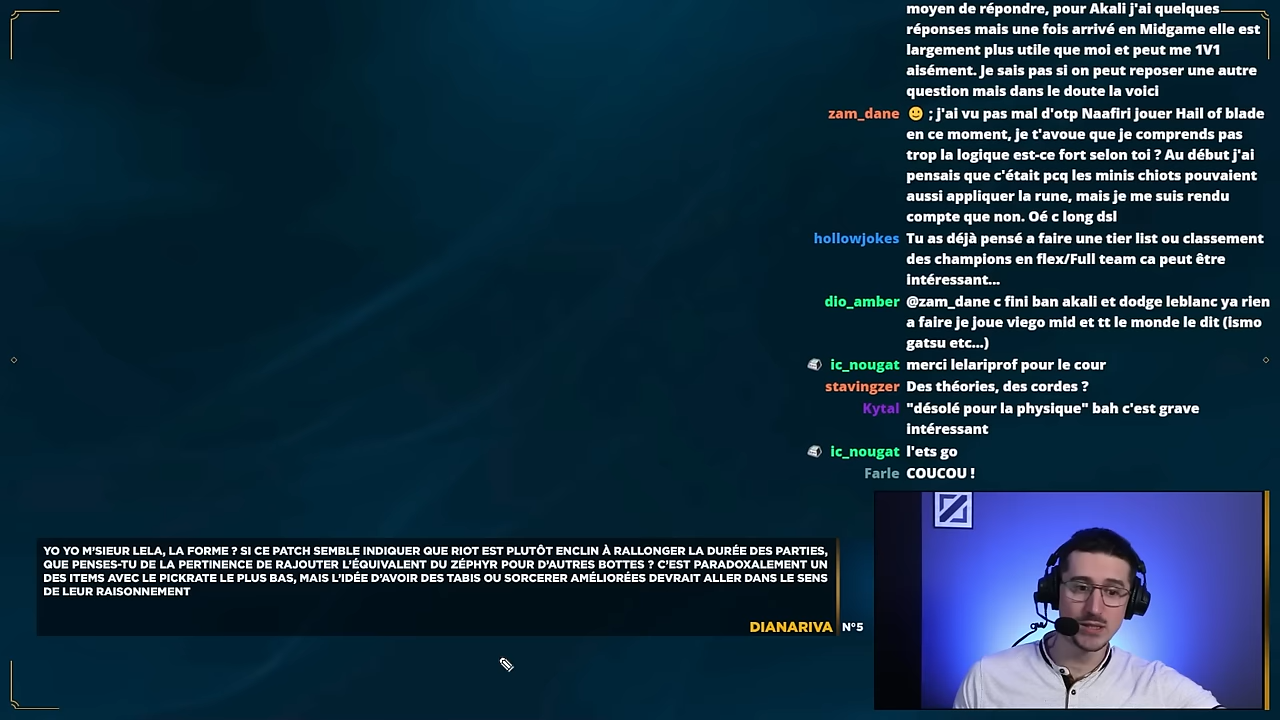 moyen de répondre, pour Akali j'ai quelques
réponses mais une fois arrivé en Midgame elle est
largement plus utile que moi et peut me 1V1
aisément. Je sais pas si on peut reposer une autre
question mais dans le doute la voici
zam_dane 🙂 ; j'ai vu pas mal d'otp Naafiri jouer Hail of blade
en ce moment, je t'avoue que je comprends pas
trop la logique est-ce fort selon toi ? Au début j'ai
pensais que c'était pcq les minis chiots pouvaient
aussi appliquer la rune, mais je me suis rendu
compte que non. Oé c long dsl
hollowjokes Tu as déjà pensé a faire une tier list ou classement
des champions en flex/Full team ca peut être
intéressant...
dio_amber @zam_dane c fini ban akali et dodge leblanc ya rien
a faire je joue viego mid et tt le monde le dit (ismo
gatsu etc...)
ic_nougat merci lelariprof pour le cour
stavingzer Des théories, des cordes ?
Kytal "désolé pour la physique" bah c'est grave
intéressant
ic_nougat l'ets go
Farle COUCOU !
YO YO M'SIEUR LELA, LA FORME ? SI CE PATCH SEMBLE INDIQUER QUE RIOT EST PLUTÔT ENCLIN À RALLONGER LA DURÉE DES PARTIES,
QUE PENSES-TU DE LA PERTINENCE DE RAJOUTER L'ÉQUIVALENT DU ZÉPHYR POUR D'AUTRES BOTTES ? C'EST PARADOXALEMENT UN
DES ITEMS AVEC LE PICKRATE LE PLUS BAS, MAIS L'IDÉE D'AVOIR DES TABIS OU SORCERER AMÉLIORÉES DEVRAIT ALLER DANS LE SENS
DE LEUR RAISONNEMENT
DIANARIVA N°5